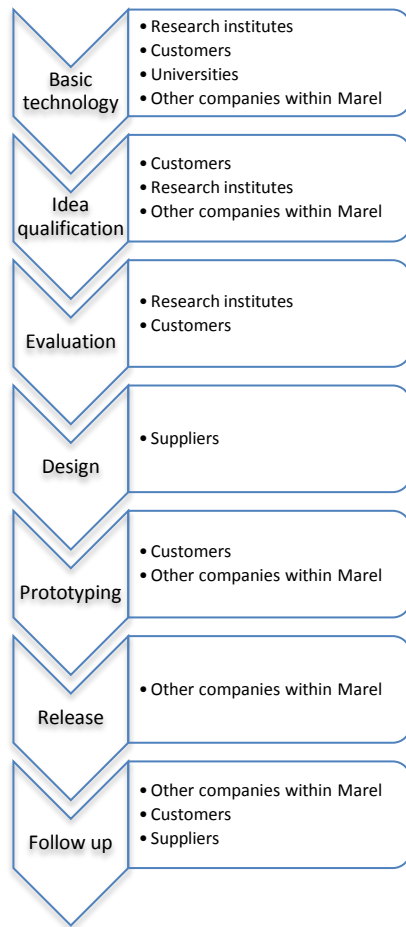 Basic
technology
• Research institutes
• Customers
• Universities
• Other companies within Marel
Idea
qualification
• Customers
• Research institutes
• Other companies within Marel
Evaluation
• Research institutes
• Customers
Design
• Suppliers
Prototyping
• Customers
• Other companies within Marel
Release
• Other companies within Marel
Follow up
• Other companies within Marel
• Customers
• Suppliers